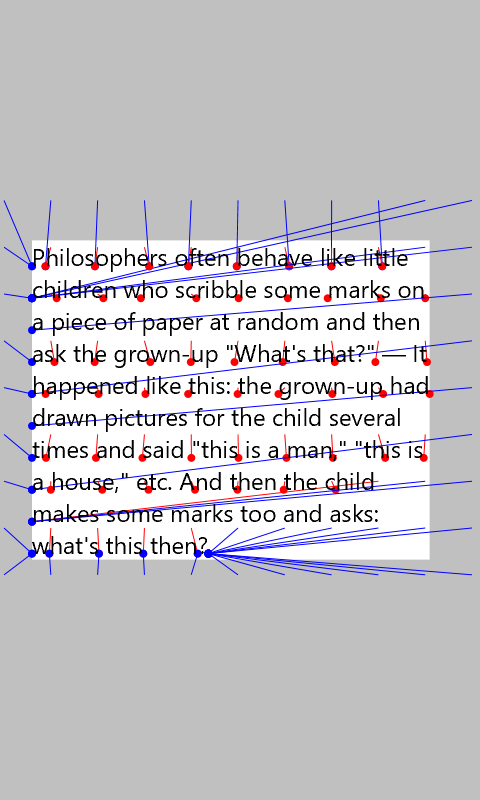 Philosophers often behave like little
children who scribble some marks on
a piece of paper at random and then
ask the grown-up "What's that?" — It
happened like this: the grown-up had
drawn pictures for the child several
times and said "this is a man," "this is
a house," etc. And then the child
makes some marks too and asks:
what's this then?